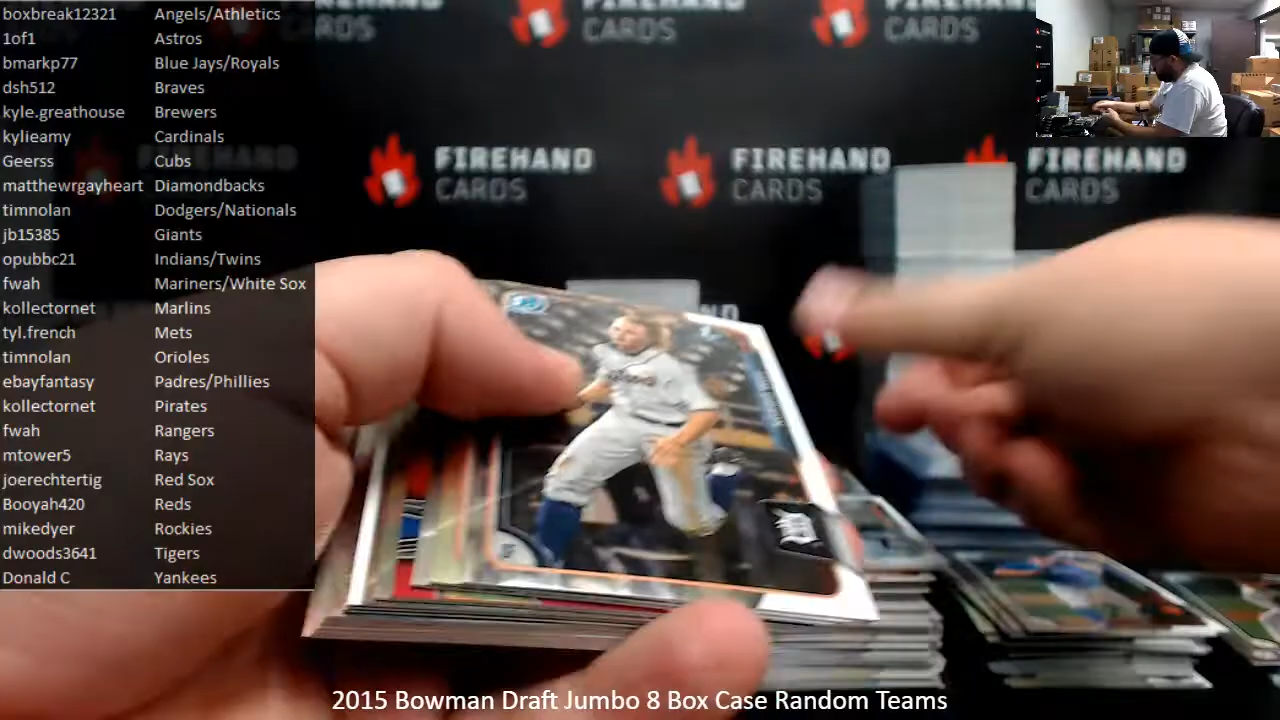 boxbreak12321 Angels/Athletics
1of1 Astros
bmarkp77 Blue Jays/Royals
dsh512 Braves
kyle.greathouse Brewers
kylieamy Cardinals
Geerss Cubs
matthewrgayheart Diamondbacks
timnolan Dodgers/Nationals
jb15385 Giants
opubbc21 Indians/Twins
fwah Mariners/White Sox
kollectornet Marlins
tyl.french Mets
timnolan Orioles
ebayfantasy Padres/Phillies
kollectornet Pirates
fwah Rangers
mtower5 Rays
joerechtertig Red Sox
Booyah420 Reds
mikedyer Rockies
dwoods3641 Tigers
Donald C Yankees
FIREHAND CARDS
FIREHAND CARDS
FIREHAND CARDS
FIREHAND
CARDS
FIREHAND
CARDS
FIREHAND
CARDS
2015 Bowman Draft Jumbo 8 Box Case Random Teams